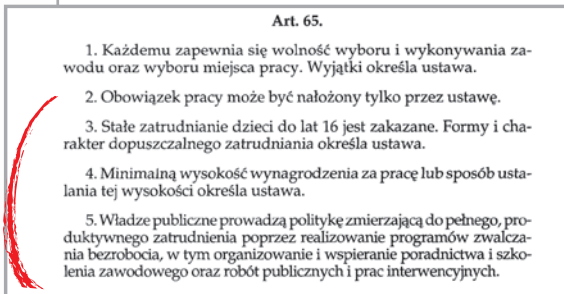 Art. 65.
1. Każdemu zapewnia się wolność wyboru i wykonywania za-
wodu oraz wyboru miejsca pracy. Wyjątki określa ustawa.
2. Obowiązek pracy może być nałożony tylko przez ustawę.
3. Stałe zatrudnianie dzieci do lat 16 jest zakazane. Formy i cha-
rakter dopuszczalnego zatrudniania określa ustawa.
4. Minimalną wysokość wynagrodzenia za pracę lub sposób usta-
lania tej wysokości określa ustawa.
5. Władze publiczne prowadzą politykę zmierzającą do pełnego, pro-
duktywnego zatrudnienia poprzez realizowanie programów zwalcza-
nia bezrobocia, w tym organizowanie i wspieranie poradnictwa i szko-
lenia zawodowego oraz robót publicznych i prac interwencyjnych.